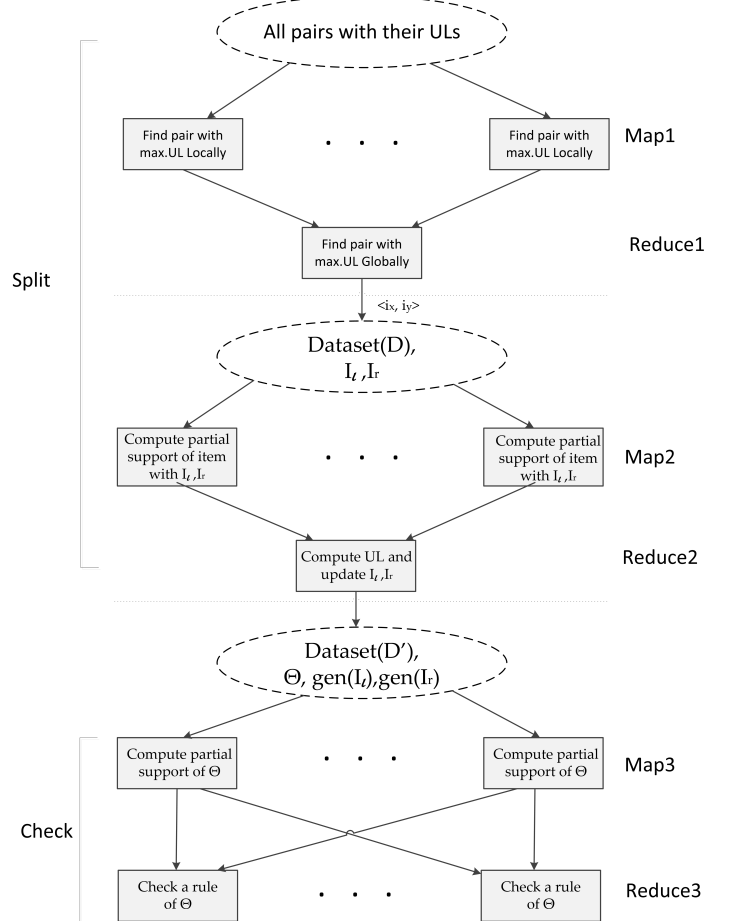 All pairs with their ULs
Find pair with
max.UL Locally
. . .
Find pair with
max.UL Locally
Map1
Find pair with
max.UL Globally
Reduce1
Split
<ix, iy>
Dataset(D),
Iℓ ,Ir
Compute partial
support of item
with Iℓ ,Ir
. . .
Compute partial
support of item
with Iℓ ,Ir
Map2
Compute UL and
update Iℓ ,Ir
Reduce2
Dataset(D’),
Θ, gen(Iℓ),gen(Ir)
Compute partial
support of Θ
. . .
Compute partial
support of Θ
Map3
Check
Check a rule
of Θ
. . .
Check a rule
of Θ
Reduce3